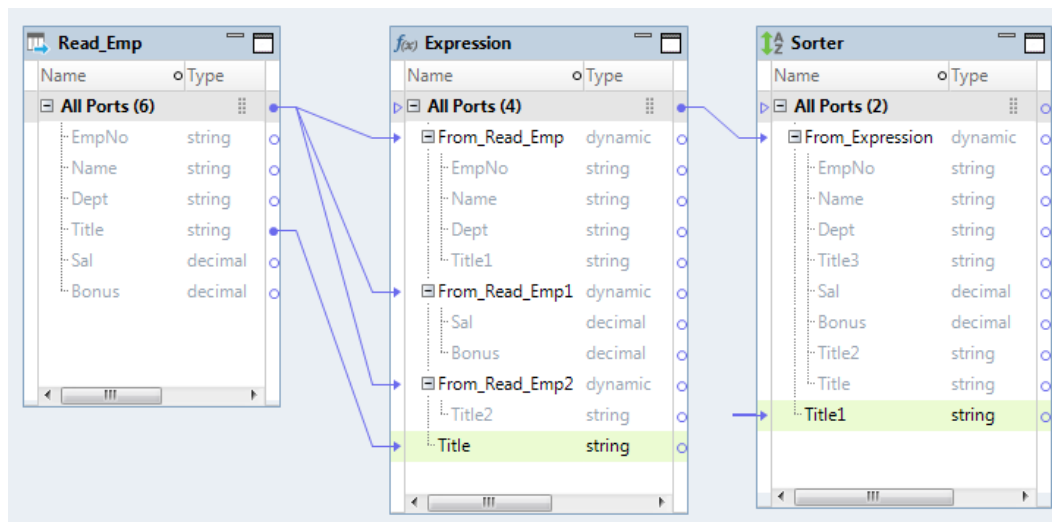 Read_Emp
Name Type
All Ports (6)
EmpNo string
Name string
Dept string
Title string
Sal decimal
Bonus decimal
f(x) Expression
Name Type
All Ports (4)
From_Read_Emp dynamic
EmpNo string
Name string
Dept string
Title1 string
From_Read_Emp1 dynamic
Sal decimal
Bonus decimal
From_Read_Emp2 dynamic
Title2 string
Title string
A
Z
Sorter
Name Type
All Ports (2)
From_Expression dynamic
EmpNo string
Name string
Dept string
Title3 string
Sal decimal
Bonus decimal
Title2 string
Title string
Title1 string